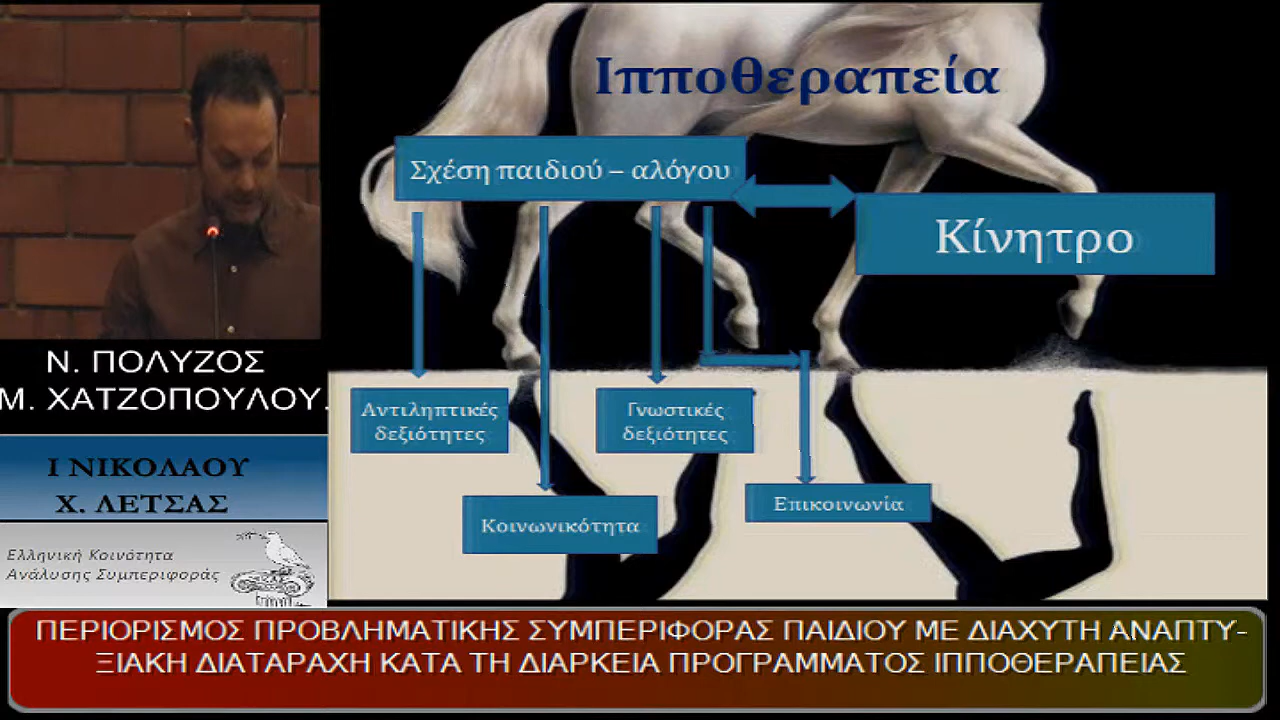 Ιπποθεραπεία
Σχέση παιδιού – αλόγου
Κίνητρο
Αντιληπτικές
δεξιότητες
Γνωστικές
δεξιότητες
Κοινωνικότητα
Επικοινωνία
Ν. ΠΟΛΥΖΟΣ
Μ. ΧΑΤΖΟΠΟΥΛΟΥ.
Ι ΝΙΚΟΛΑΟΥ
Χ. ΛΕΤΣΑΣ
Ελληνική Κοινότητα
Ανάλυσης Συμπεριφοράς
ΠΕΡΙΟΡΙΣΜΟΣ ΠΡΟΒΛΗΜΑΤΙΚΗΣ ΣΥΜΠΕΡΙΦΟΡΑΣ ΠΑΙΔΙΟΥ ΜΕ ΔΙΑΧΥΤΗ ΑΝΑΠΤΥ-
ΞΙΑΚΗ ΔΙΑΤΑΡΑΧΗ ΚΑΤΑ ΤΗ ΔΙΑΡΚΕΙΑ ΠΡΟΓΡΑΜΜΑΤΟΣ ΙΠΠΟΘΕΡΑΠΕΙΑΣ